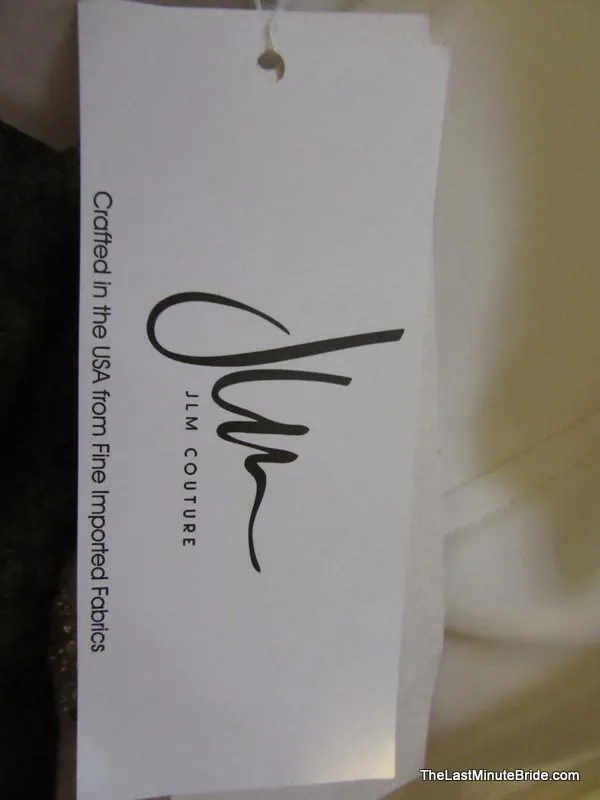 Jlm
JLM COUTURE
Crafted in the USA from Fine Imported Fabrics
TheLastMinuteBride.com